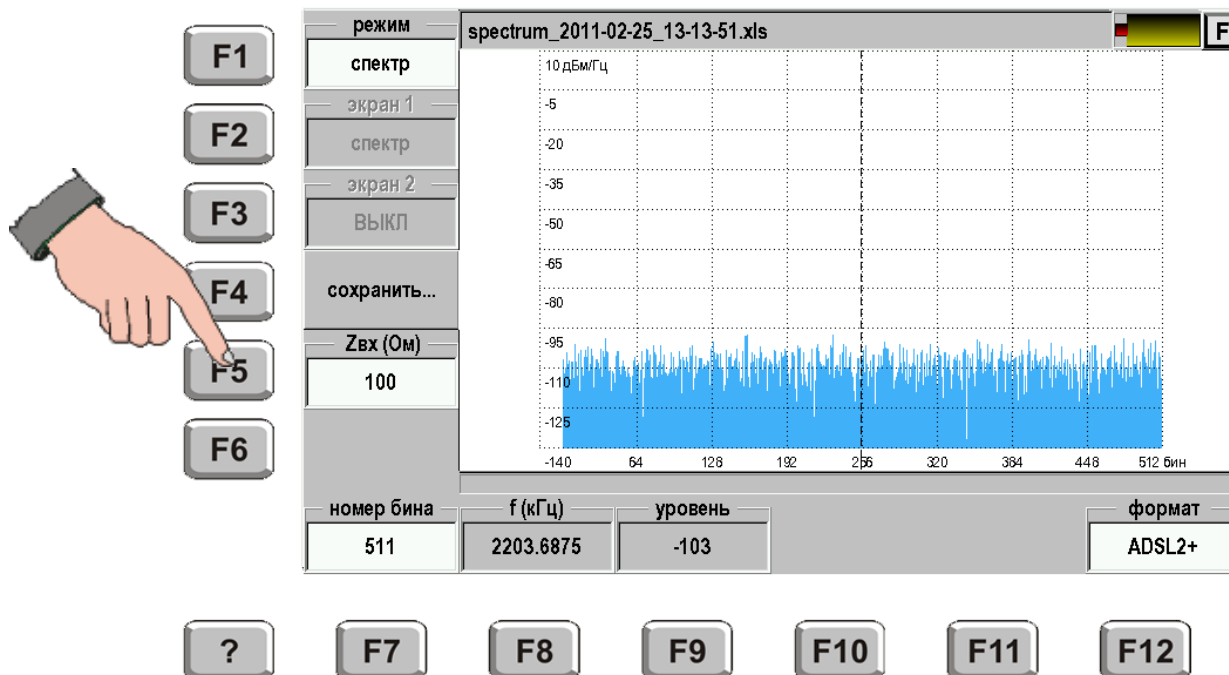 F1
F2
F3
F4
F5
F6
режим
спектр
экран 1
спектр
экран 2
ВЫКЛ
сохранить...
Zвх (Ом)
100
spectrum_2011-02-25_13-13-51.xls
F
10 дБм/Гц
-5
-20
-35
-50
-65
-80
-95
-110
-125
-140 64 128 192 256 320 384 448 512 бин
номер бина f (кГц) уровень формат
511 2203.6875 -103 ADSL2+
? F7 F8 F9 F10 F11 F12